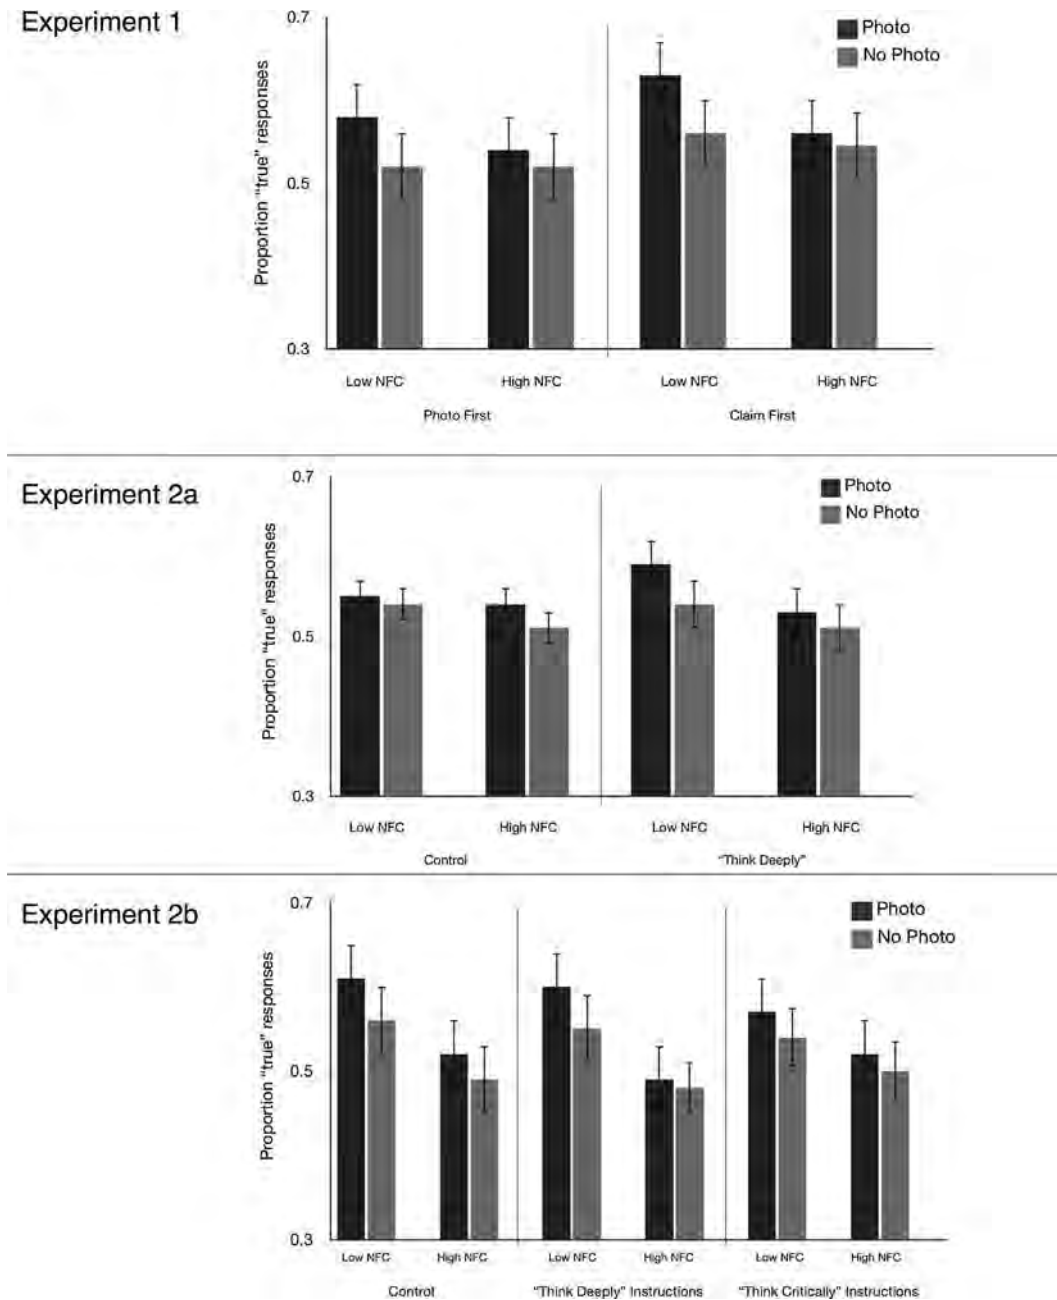 Experiment 1
0.7
Photo
No Photo
Proportion "true" responses
0.5
0.3
Low NFC High NFC Low NFC High NFC
Photo First Claim First
Experiment 2a
0.7
Photo
No Photo
Proportion "true" responses
0.5
0.3
Low NFC High NFC Low NFC High NFC
Control "Think Deeply"
Experiment 2b
0.7
Photo
No Photo
Proportion "true" responses
0.5
0.3
Low NFC High NFC Low NFC High NFC Low NFC High NFC
Control "Think Deeply" Instructions "Think Critically" Instructions